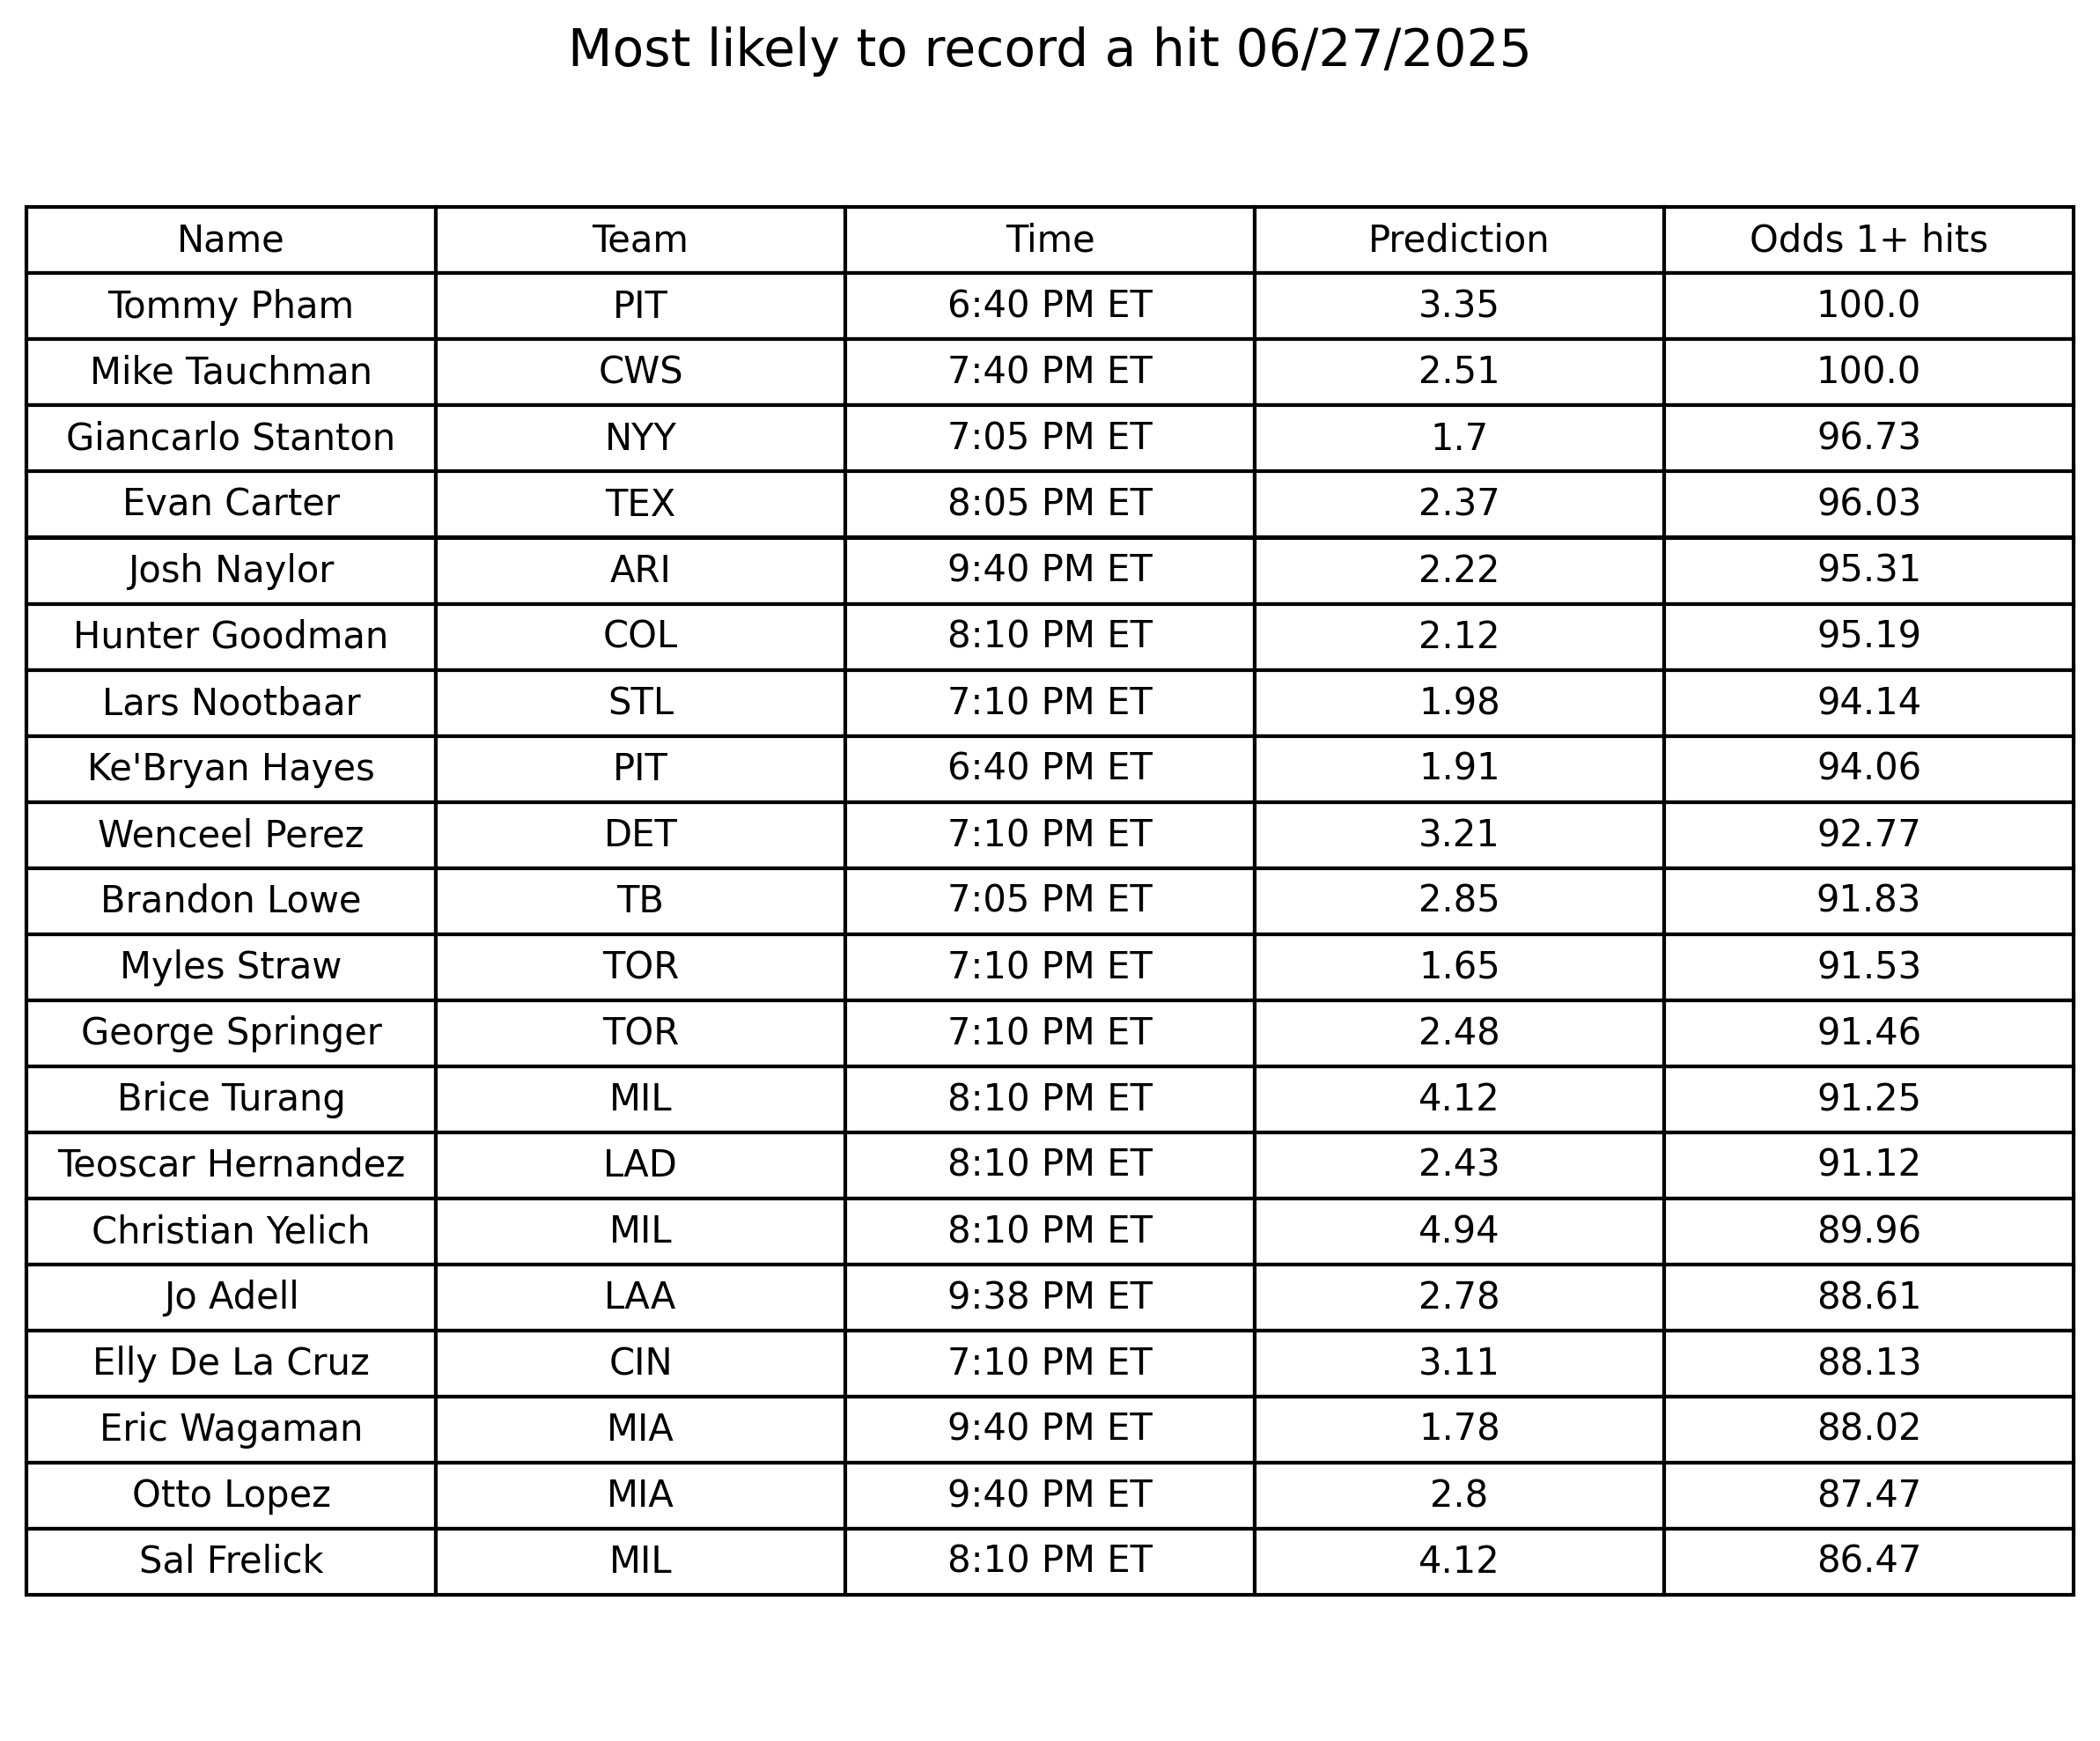 Most likely to record a hit 06/27/2025
Name Team Time Prediction Odds 1+ hits
Tommy Pham PIT 6:40 PM ET 3.35 100.0
Mike Tauchman CWS 7:40 PM ET 2.51 100.0
Giancarlo Stanton NYY 7:05 PM ET 1.7 96.73
Evan Carter TEX 8:05 PM ET 2.37 96.03
Josh Naylor ARI 9:40 PM ET 2.22 95.31
Hunter Goodman COL 8:10 PM ET 2.12 95.19
Lars Nootbaar STL 7:10 PM ET 1.98 94.14
Ke'Bryan Hayes PIT 6:40 PM ET 1.91 94.06
Wenceel Perez DET 7:10 PM ET 3.21 92.77
Brandon Lowe TB 7:05 PM ET 2.85 91.83
Myles Straw TOR 7:10 PM ET 1.65 91.53
George Springer TOR 7:10 PM ET 2.48 91.46
Brice Turang MIL 8:10 PM ET 4.12 91.25
Teoscar Hernandez LAD 8:10 PM ET 2.43 91.12
Christian Yelich MIL 8:10 PM ET 4.94 89.96
Jo Adell LAA 9:38 PM ET 2.78 88.61
Elly De La Cruz CIN 7:10 PM ET 3.11 88.13
Eric Wagaman MIA 9:40 PM ET 1.78 88.02
Otto Lopez MIA 9:40 PM ET 2.8 87.47
Sal Frelick MIL 8:10 PM ET 4.12 86.47